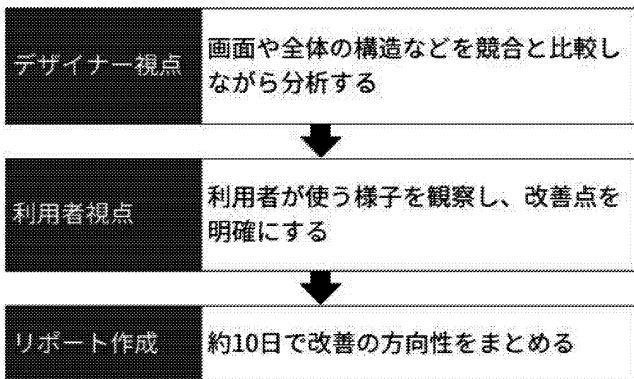 デザイナー視点
画面や全体の構造などを競合と比較し
ながら分析する
利用者視点
利用者が使う様子を観察し、改善点を
明確にする
リポート作成
約10日で改善の方向性をまとめる